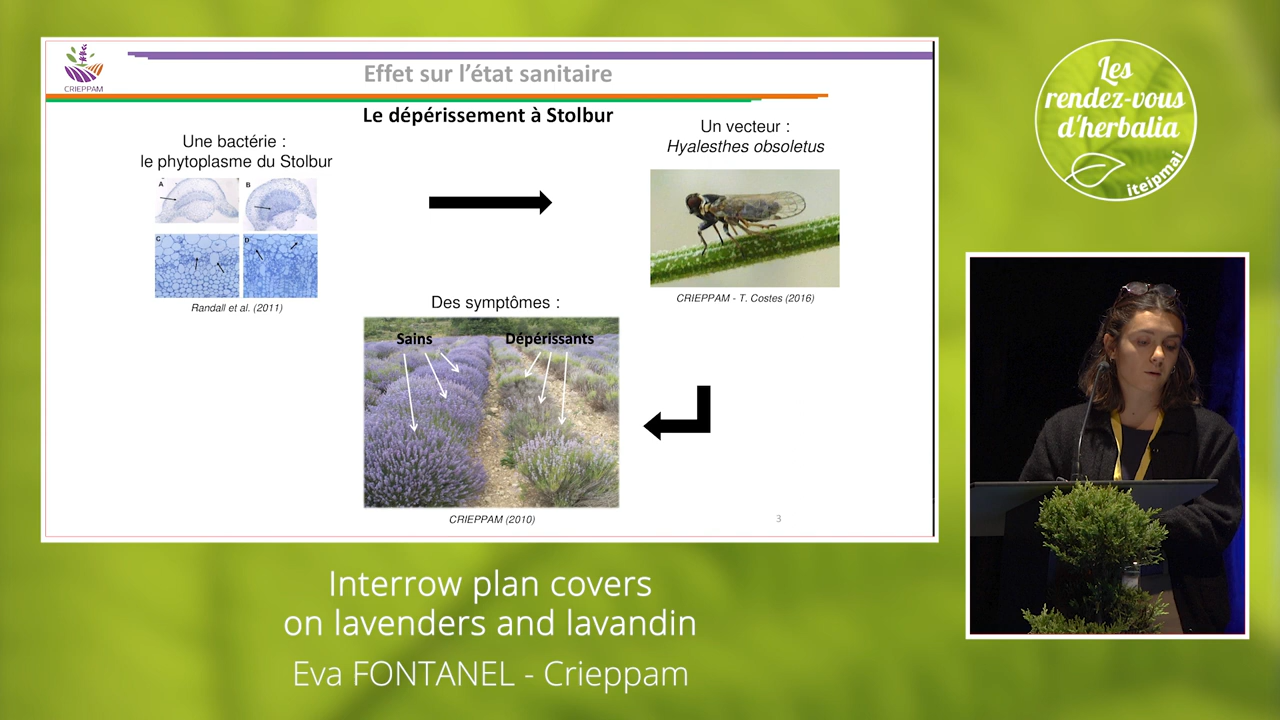 CRIEPPAM
Effet sur l'état sanitaire
Le dépérissement à Stolbur
Une bactérie :
le phytoplasme du Stolbur
A
B
C
D
Randall et al. (2011)
Un vecteur :
Hyalesthes obsoletus
CRIEPPAM - T. Costes (2016)
Des symptômes :
Sains
Dépérissants
CRIEPPAM (2010)
3
Les
rendez-vous
d'herbalia
iteipmai
Interrow plan covers
on lavenders and lavandin
Eva FONTANEL - Crieppam